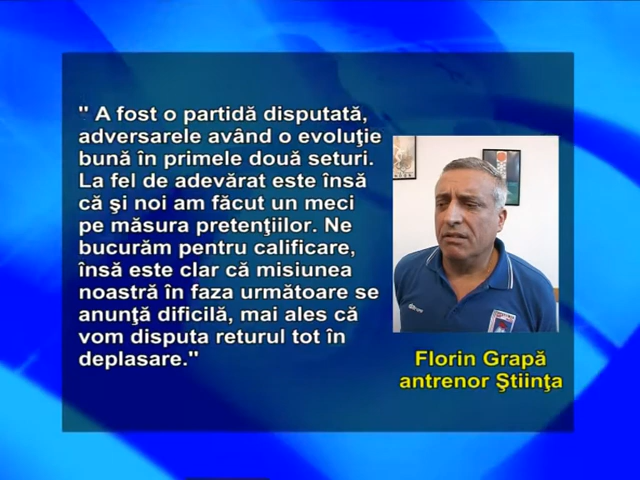 " A fost o partidă disputată,
adversarele având o evoluţie
bună în primele două seturi.
La fel de adevărat este însă
că şi noi am făcut un meci
pe măsura pretenţiilor. Ne
bucurăm pentru calificare,
însă este clar că misiunea
noastră în faza următoare se
anunţă dificilă, mai ales că
vom disputa returul tot în
deplasare."
Florin Grapă
antrenor Ştiinţa